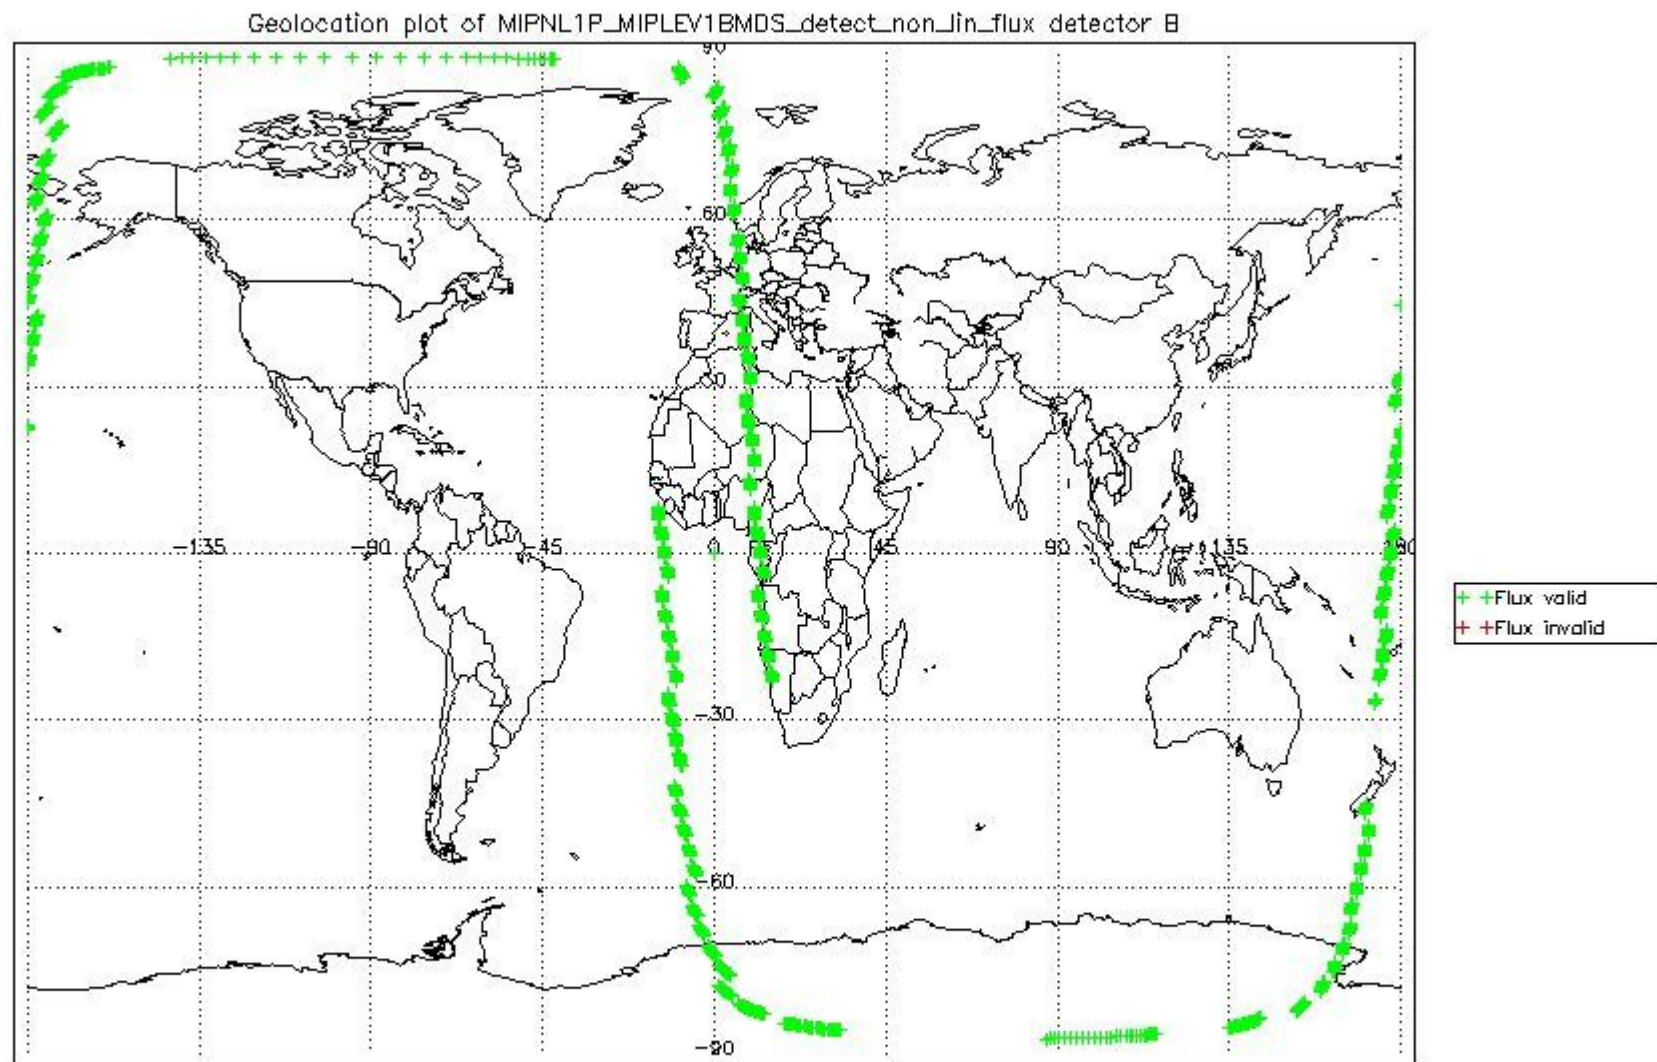 Geolocation plot of MIPNL1P_MIPLEV1BMDS_detect_non_lin_flux detector B
90
60
30
-135 -90 -45 0 45 90 135 180
-30
-60
-90
+ +Flux valid
+ +Flux invalid